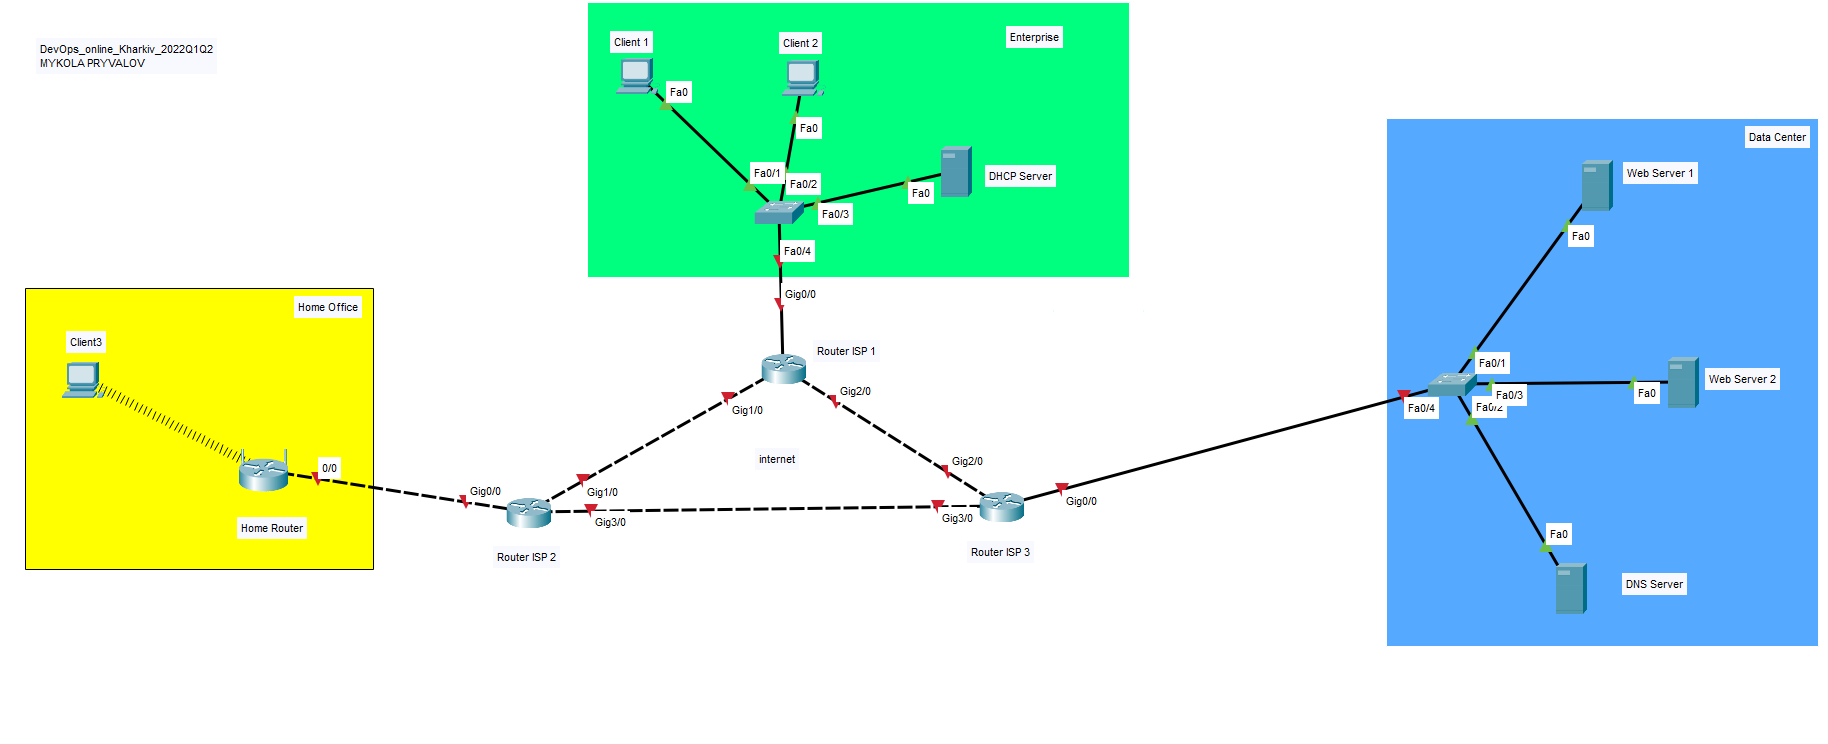 DevOps_online_Kharkiv_2022Q1Q2
MYKOLA PRYVALOV
Client 1
Client 2
Enterprise
Fa0
Fa0
Fa0/1
Fa0/2
DHCP Server
Fa0
Fa0/3
Fa0/4
Gig0/0
Data Center
Web Server 1
Fa0
Fa0/1
Web Server 2
Fa0
Fa0/3
Fa0/2
Fa0/4
Fa0
DNS Server
Home Office
Client3
0/0
Home Router
Router ISP 1
Gig1/0
Gig2/0
internet
Gig2/0
Gig0/0
Gig1/0
Gig3/0
Gig3/0
Gig0/0
Router ISP 2
Router ISP 3